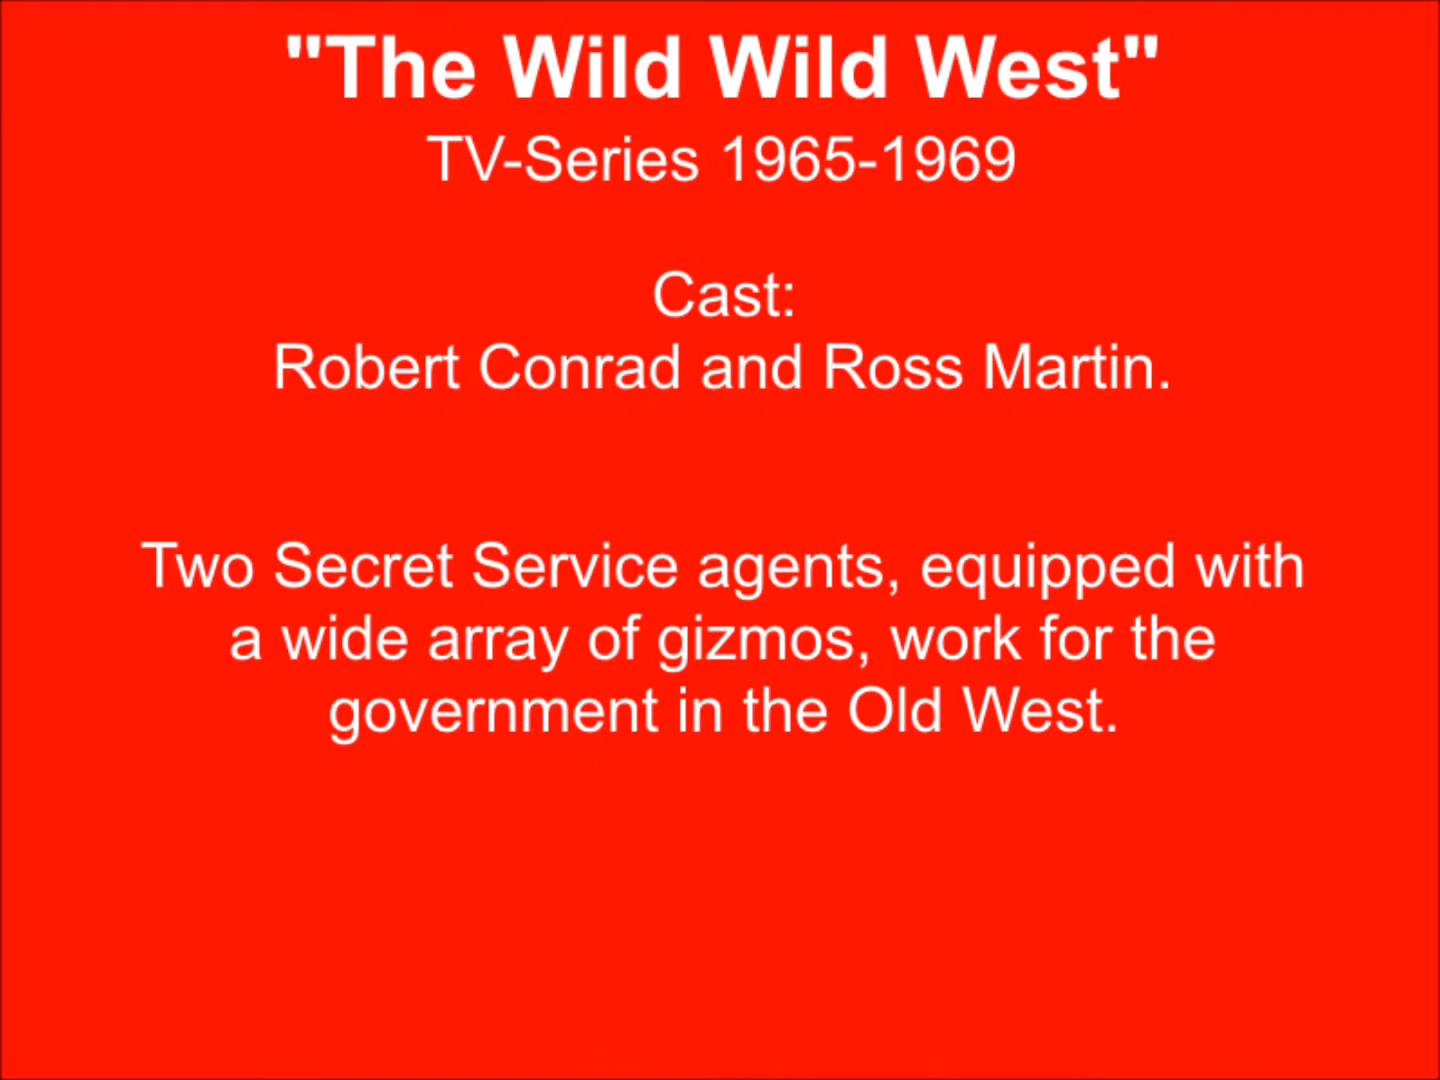 "The Wild Wild West"
TV-Series 1965-1969
Cast:
Robert Conrad and Ross Martin.
Two Secret Service agents, equipped with
a wide array of gizmos, work for the
government in the Old West.